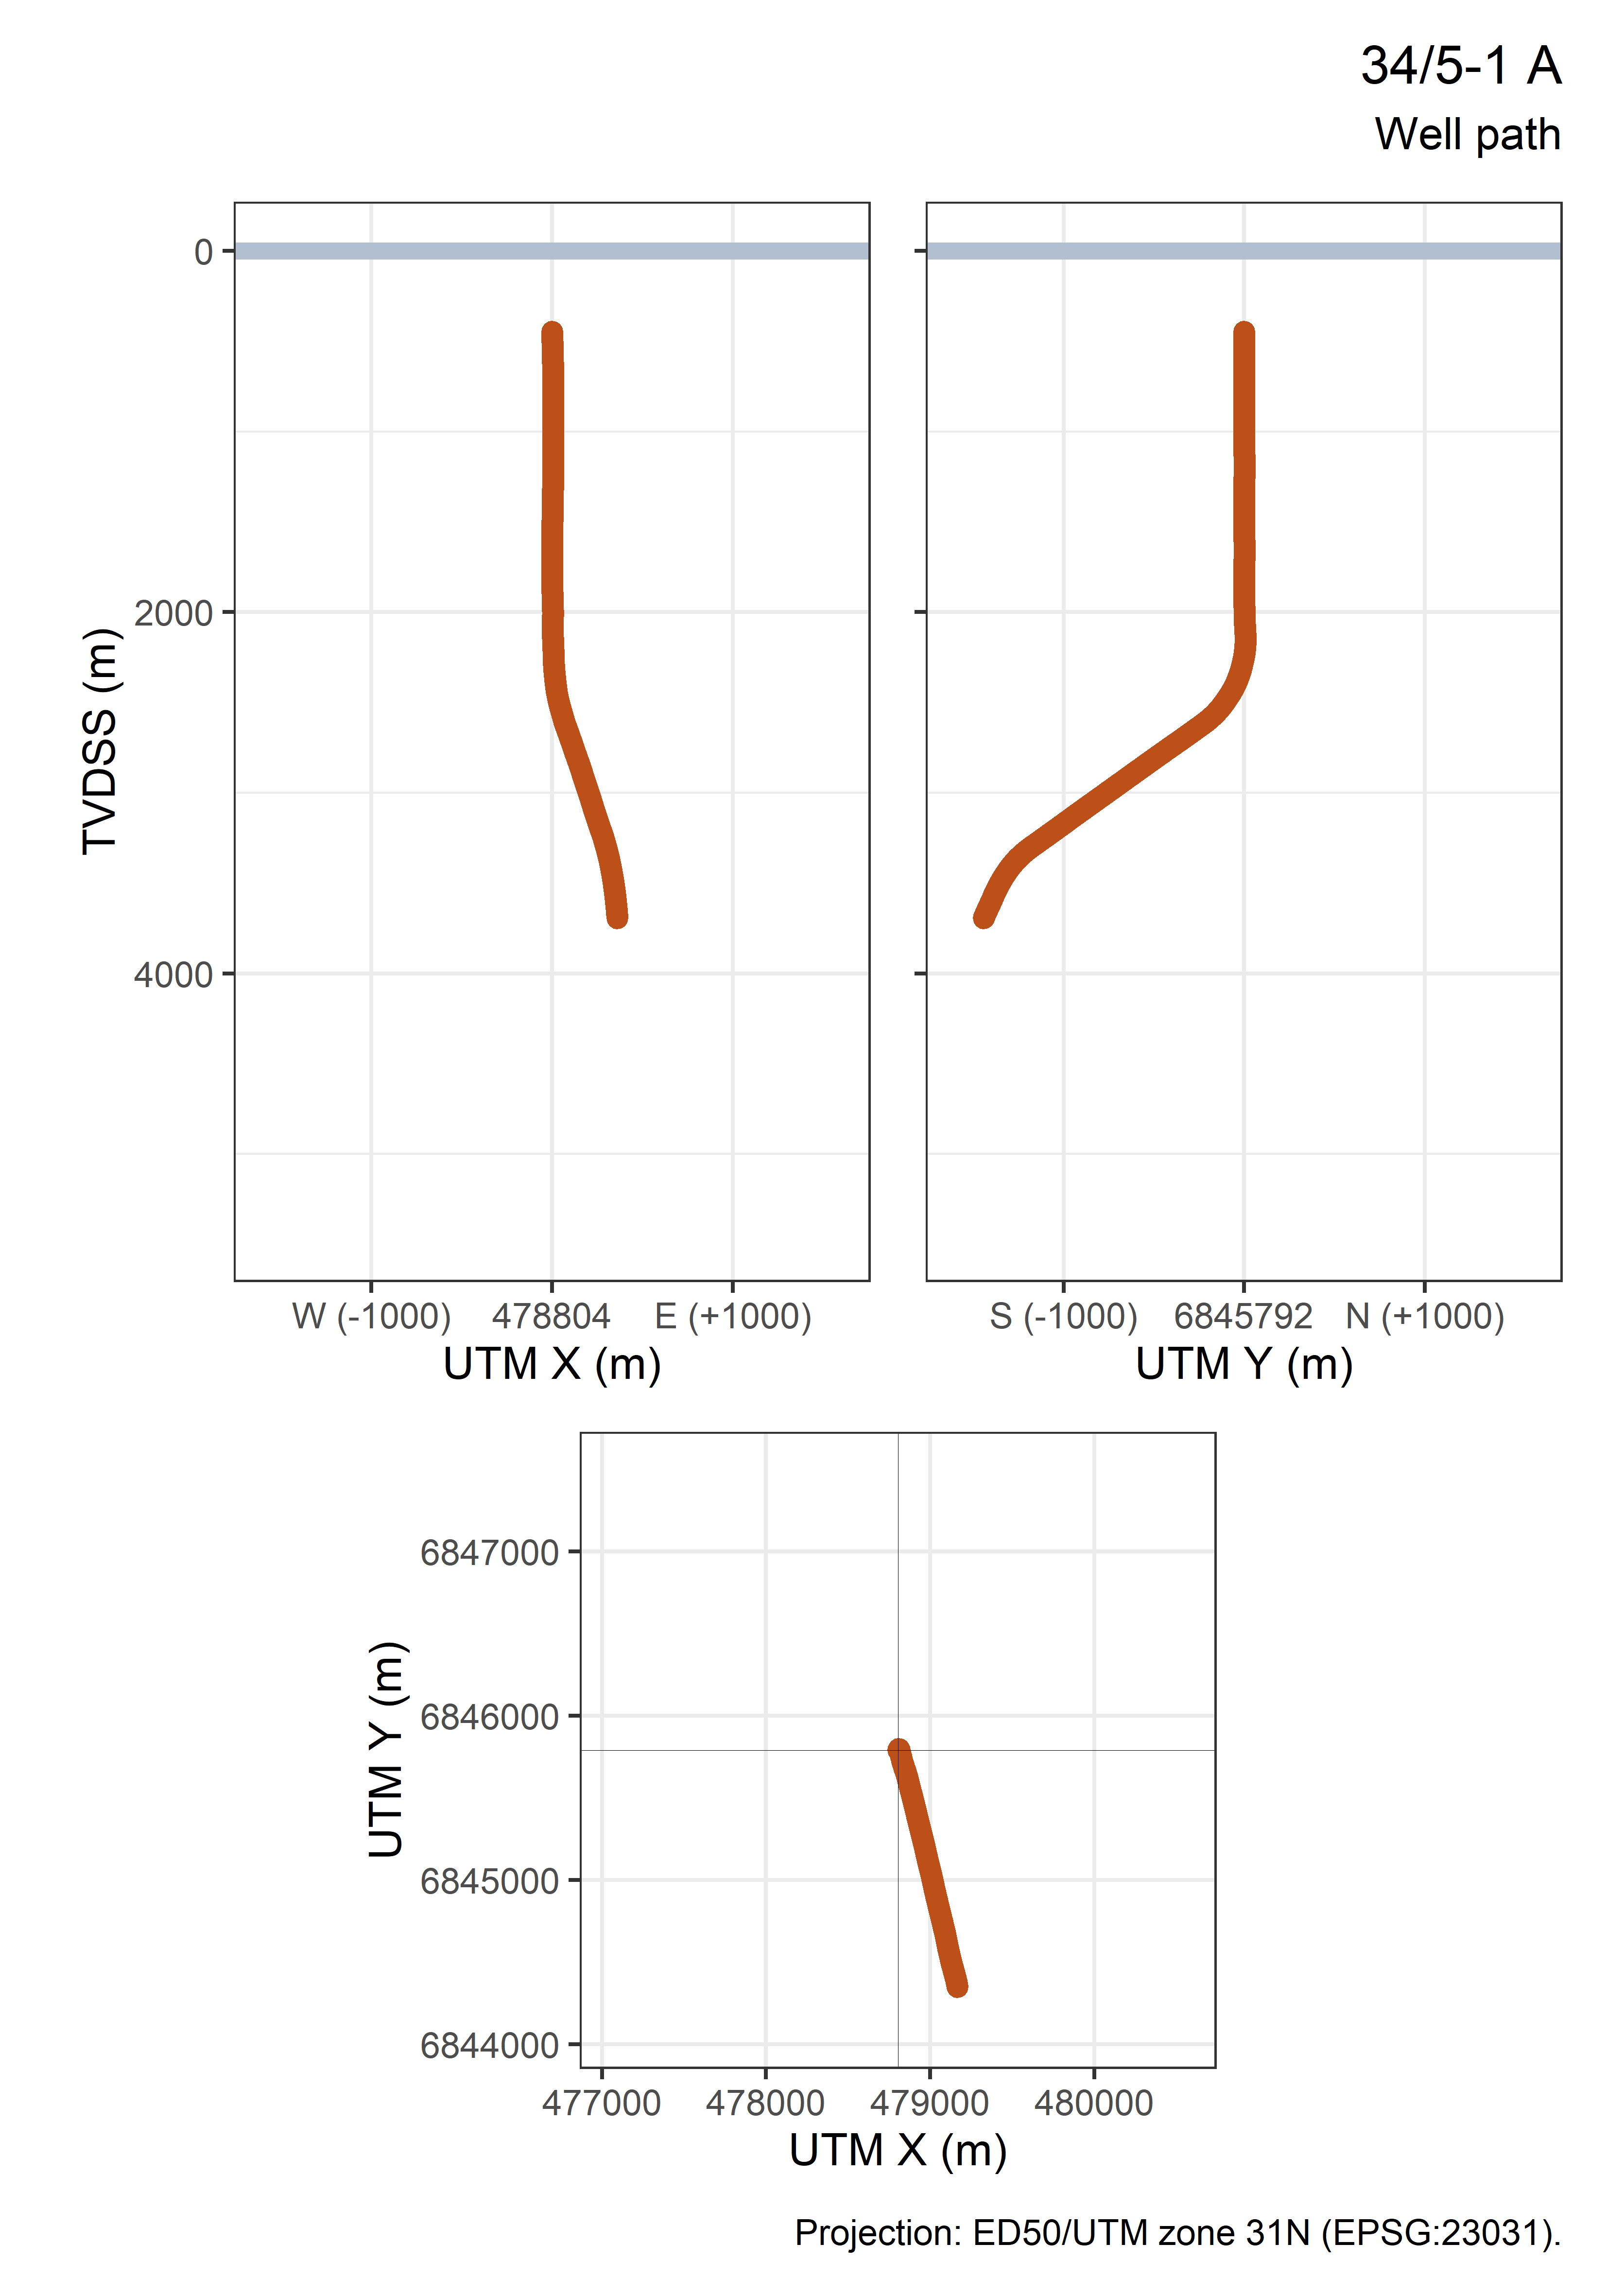 34/5-1 A
Well path
TVDSS (m)
0
2000
4000
W (-1000) 478804 E (+1000)
UTM X (m)
S (-1000) 6845792 N (+1000)
UTM Y (m)
UTM Y (m)
6847000
6846000
6845000
6844000
477000 478000 479000 480000
UTM X (m)
Projection: ED50/UTM zone 31N (EPSG:23031).